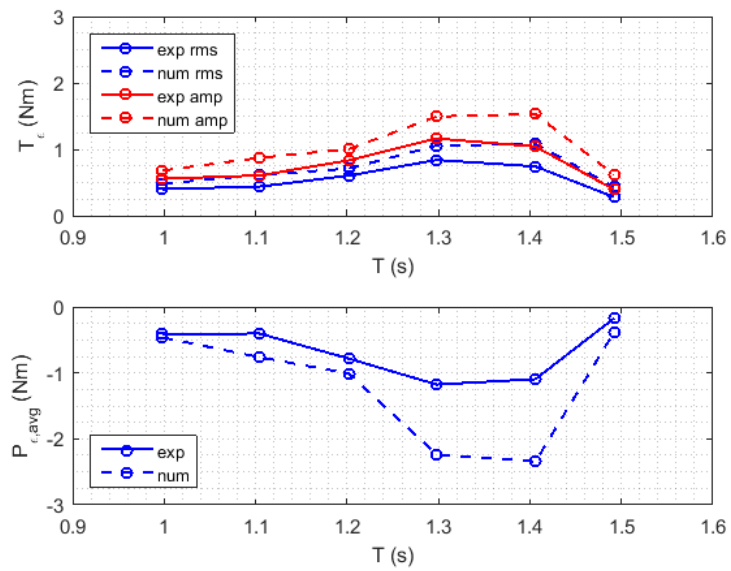 3
2
1
0
T_ε (Nm)
exp rms
num rms
exp amp
num amp
0.9 1 1.1 1.2 1.3 1.4 1.5 1.6
T (s)
0
-1
-2
-3
P_ε,avg (Nm)
exp
num
0.9 1 1.1 1.2 1.3 1.4 1.5 1.6
T (s)